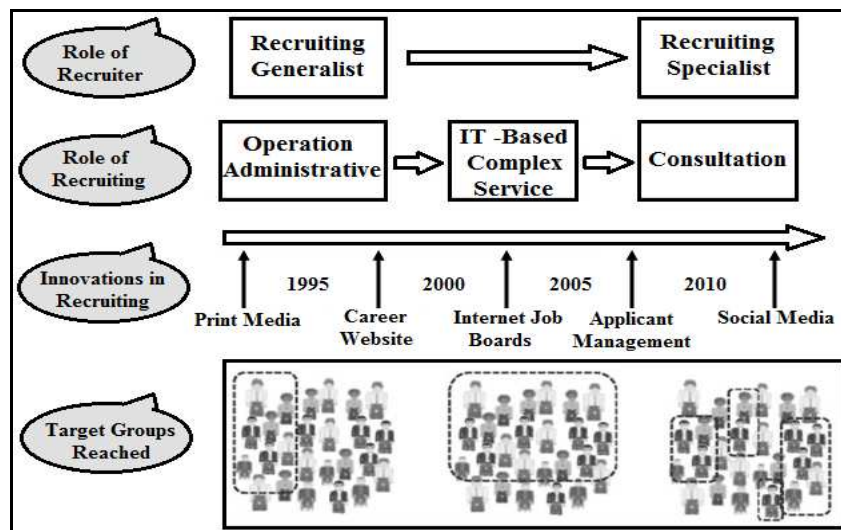 Role of
Recruiter
Recruiting
Generalist
Recruiting
Specialist
Role of
Recruiting
Operation
Administrative
IT -Based
Complex
Service
Consultation
Innovations in
Recruiting
1995
2000
2005
2010
Print Media
Career
Website
Internet Job
Boards
Applicant
Management
Social Media
Target Groups
Reached